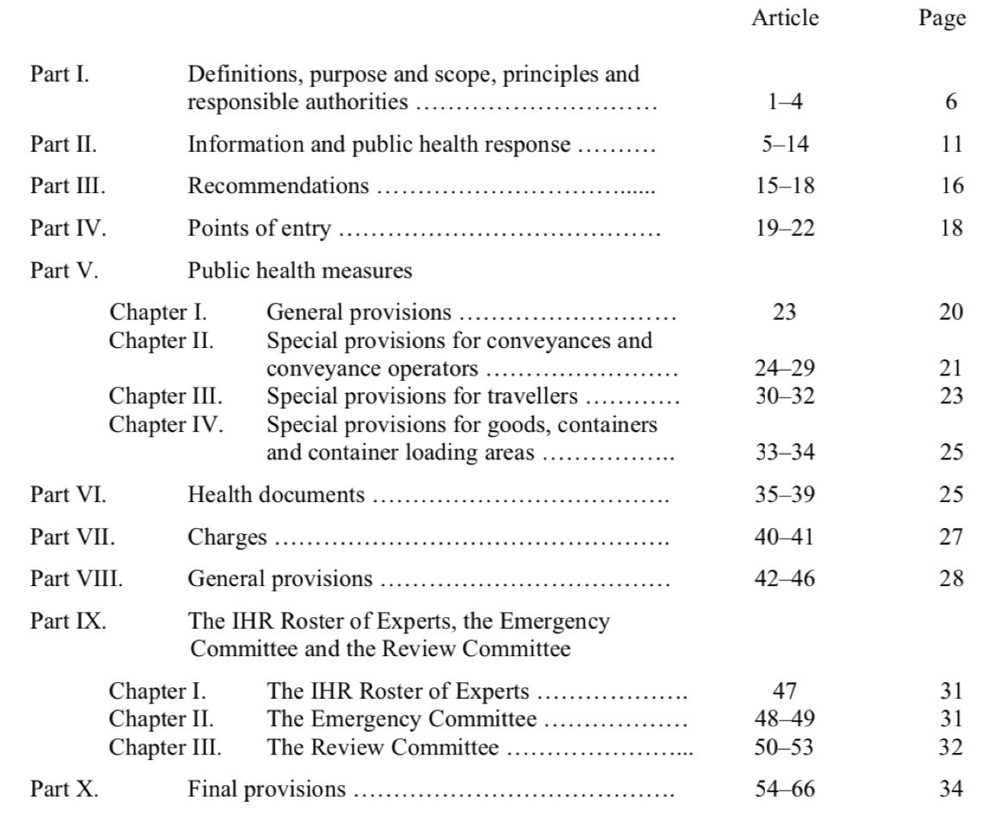 Article Page
Part I. Definitions, purpose and scope, principles and
responsible authorities .............................. 1–4 6
Part II. Information and public health response .......... 5–14 11
Part III. Recommendations .................................... 15–18 16
Part IV. Points of entry ........................................ 19–22 18
Part V. Public health measures
Chapter I. General provisions ........................... 23 20
Chapter II. Special provisions for conveyances and
conveyance operators ........................ 24–29 21
Chapter III. Special provisions for travellers ............ 30–32 23
Chapter IV. Special provisions for goods, containers
and container loading areas ................. 33–34 25
Part VI. Health documents ..................................... 35–39 25
Part VII. Charges ................................................. 40–41 27
Part VIII. General provisions .................................... 42–46 28
Part IX. The IHR Roster of Experts, the Emergency
Committee and the Review Committee
Chapter I. The IHR Roster of Experts ................... 47 31
Chapter II. The Emergency Committee .................. 48–49 31
Chapter III. The Review Committee ........................ 50–53 32
Part X. Final provisions ........................................ 54–66 34